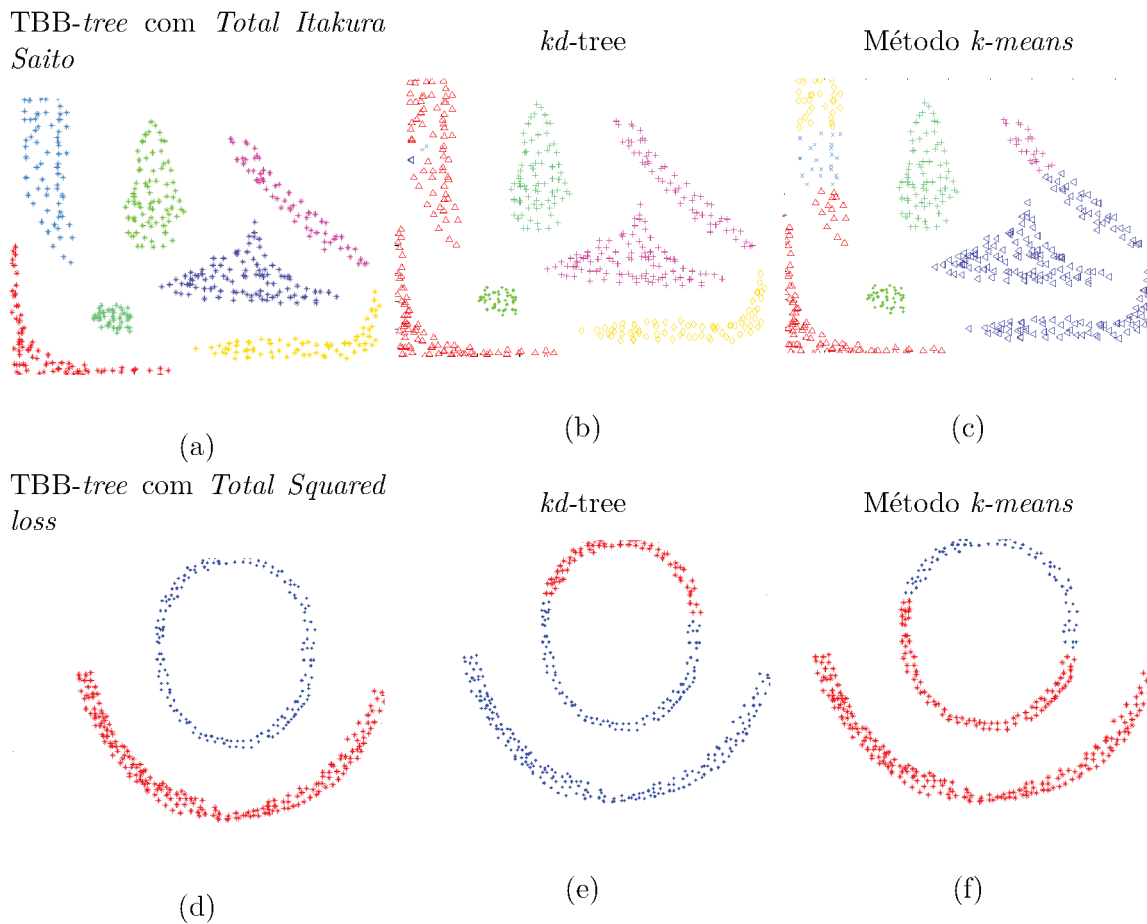 TBB-tree com Total Itakura
Saito
kd-tree
Método k-means
(a)
(b)
(c)
TBB-tree com Total Squared
loss
kd-tree
Método k-means
(d)
(e)
(f)